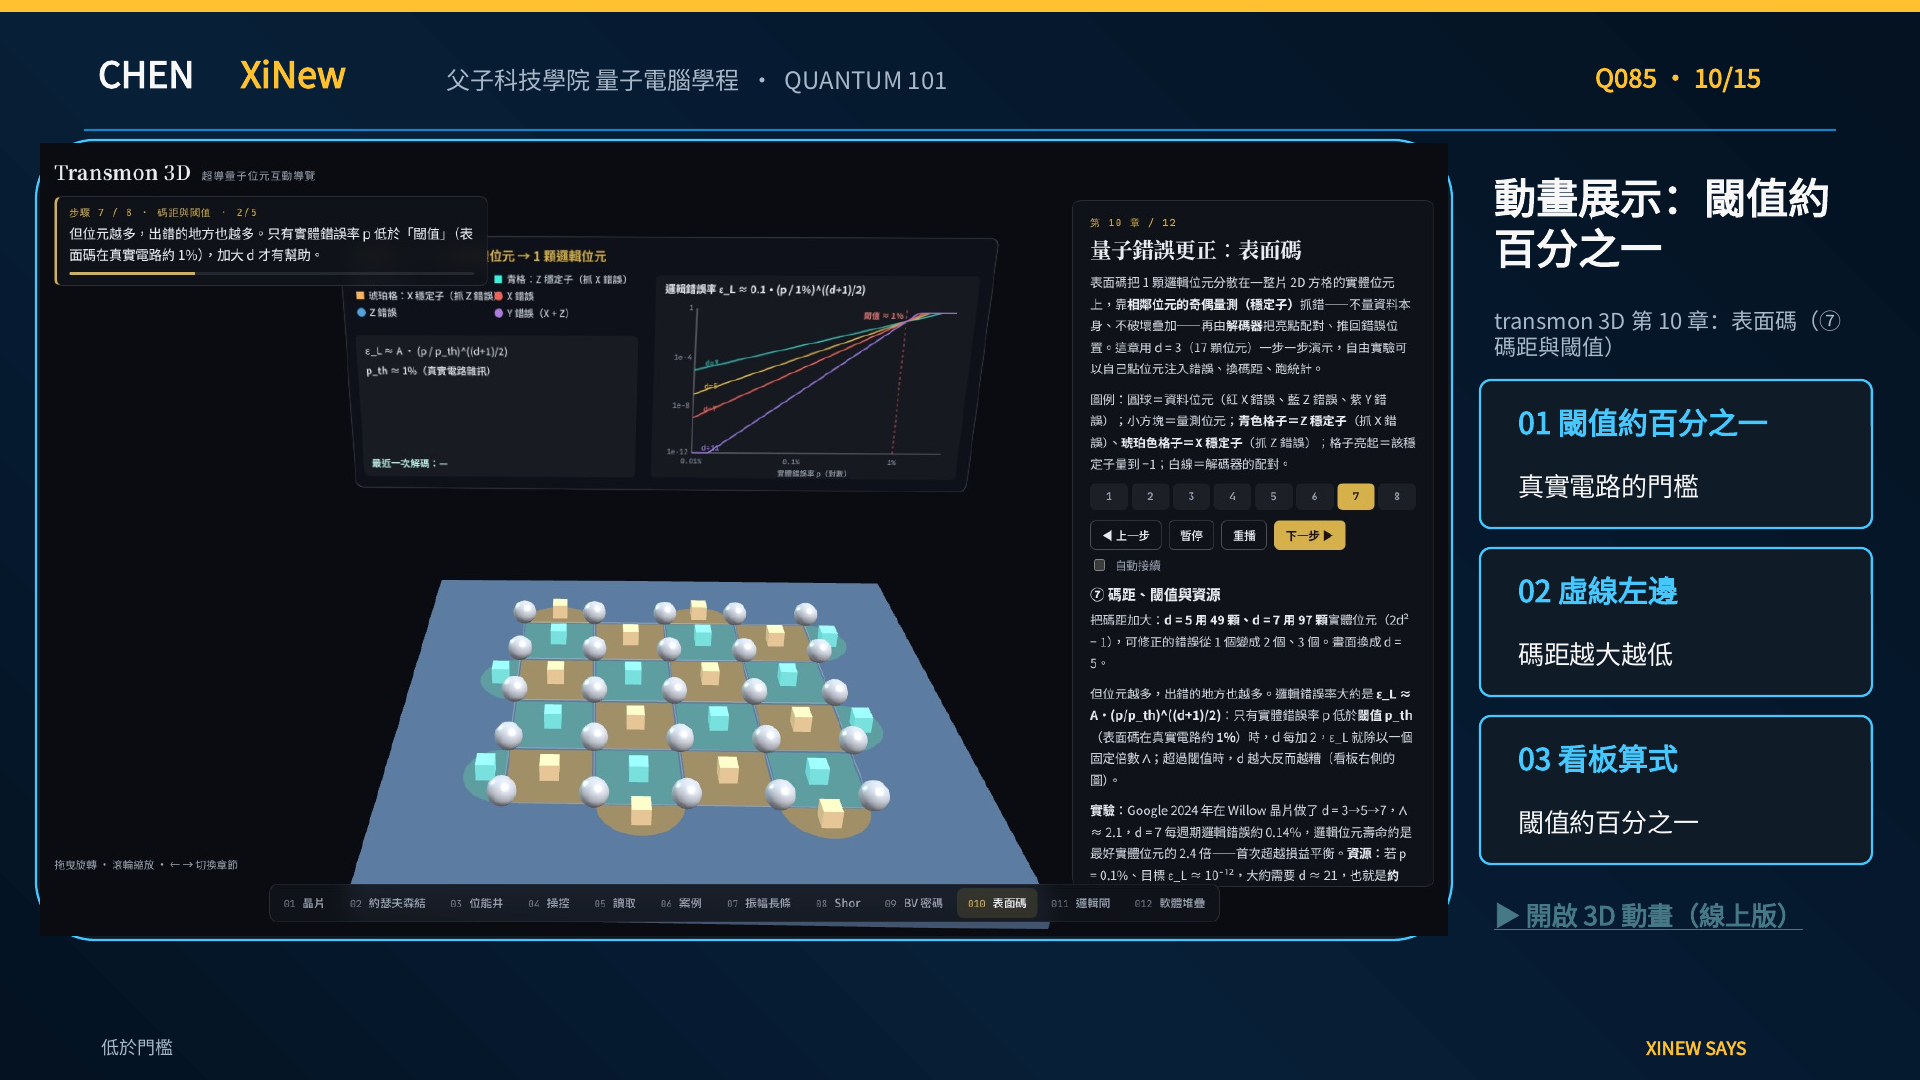 CHEN XiNew 父子科技學院 量子電腦學程 • QUANTUM 101
Q085 • 10/15
Transmon 3D 超導量子位元互動導覽
步驟 7 / 8 · 碼距與閾值 · 2/5
但位元越多，出錯的地方也越多。只有實體錯誤率 p 低於「閾值」（表
面碼在真實電路約 1%），加大 d 才有幫助。
位元 → 1 顆邏輯位元
青格：Z 穩定子（抓 X 錯誤）
琥珀格：X 穩定子（抓 Z 錯誤）
X 錯誤
Z 錯誤
Y 錯誤（X + Z）
ε_L ≈ A · (p / p_th)^((d+1)/2)
p_th ≈ 1%（真實電路雜訊）
最近一次解碼：—
邏輯錯誤率 ε_L ≈ 0.1 · (p / 1%)^((d+1)/2)
閾值 ≈ 1%
1
1e-4
1e-8
1e-12
d=3
d=5
d=7
d=11
0.01%
0.1%
1%
實體錯誤率 p（對數）
第 10 章 / 12
量子錯誤更正：表面碼
表面碼把 1 顆邏輯位元分散在一整片 2D 方格的實體位元
上，靠相鄰位元的奇偶量測（穩定子）抓錯——不量資料本
身、不破壞疊加——再由解碼器把亮點配對、推回錯誤位
置。這章用 d = 3（17 顆位元）一步一步演示，自由實驗可
以自己點位元注入錯誤、換碼距、跑統計。
圖例：圓球＝資料位元（紅 X 錯誤、藍 Z 錯誤、紫 Y 錯
誤）；小方塊＝量測位元；青色格子＝Z 穩定子（抓 X 錯
誤）、琥珀色格子＝X 穩定子（抓 Z 錯誤）；格子亮起＝該穩
定子量到 −1；白線＝解碼器的配對。
1 2 3 4 5 6 7 8
◀ 上一步 暫停 重播 下一步 ▶
自動接續
⑦ 碼距、閾值與資源
把碼距加大：d = 5 用 49 顆、d = 7 用 97 顆實體位元（2d²
− 1），可修正的錯誤從 1 個變成 2 個、3 個。畫面換成 d =
5。
但位元越多，出錯的地方也越多。邏輯錯誤率大約是 ε_L ≈
A · (p/p_th)^((d+1)/2)：只有實體錯誤率 p 低於閾值 p_th
（表面碼在真實電路約 1%）時，d 每加 2，ε_L 就除以一個
固定倍數 Λ；超過閾值時，d 越大反而越糟（看板右側的
圖）。
實驗：Google 2024 年在 Willow 晶片做了 d = 3→5→7，Λ
≈ 2.1，d = 7 每週期邏輯錯誤約 0.14%，邏輯位元壽命約是
最好實體位元的 2.4 倍——首次超越損益平衡。資源：若 p
= 0.1%、目標 ε_L ≈ 10⁻¹²，大約需要 d ≈ 21，也就是約
拖曳旋轉 · 滾輪縮放 · ← → 切換章節
01 晶片 02 約瑟夫森結 03 位能井 04 操控 05 讀取 06 案例 07 振幅長條 08 Shor 09 BV 密碼 010 表面碼 011 邏輯閘 012 軟體堆疊
動畫展示：閾值約
百分之一
transmon 3D 第 10 章：表面碼（⑦
碼距與閾值）
01 閾值約百分之一
真實電路的門檻
02 虛線左邊
碼距越大越低
03 看板算式
閾值約百分之一
▶ 開啟 3D 動畫（線上版）
低於門檻
XINEW SAYS